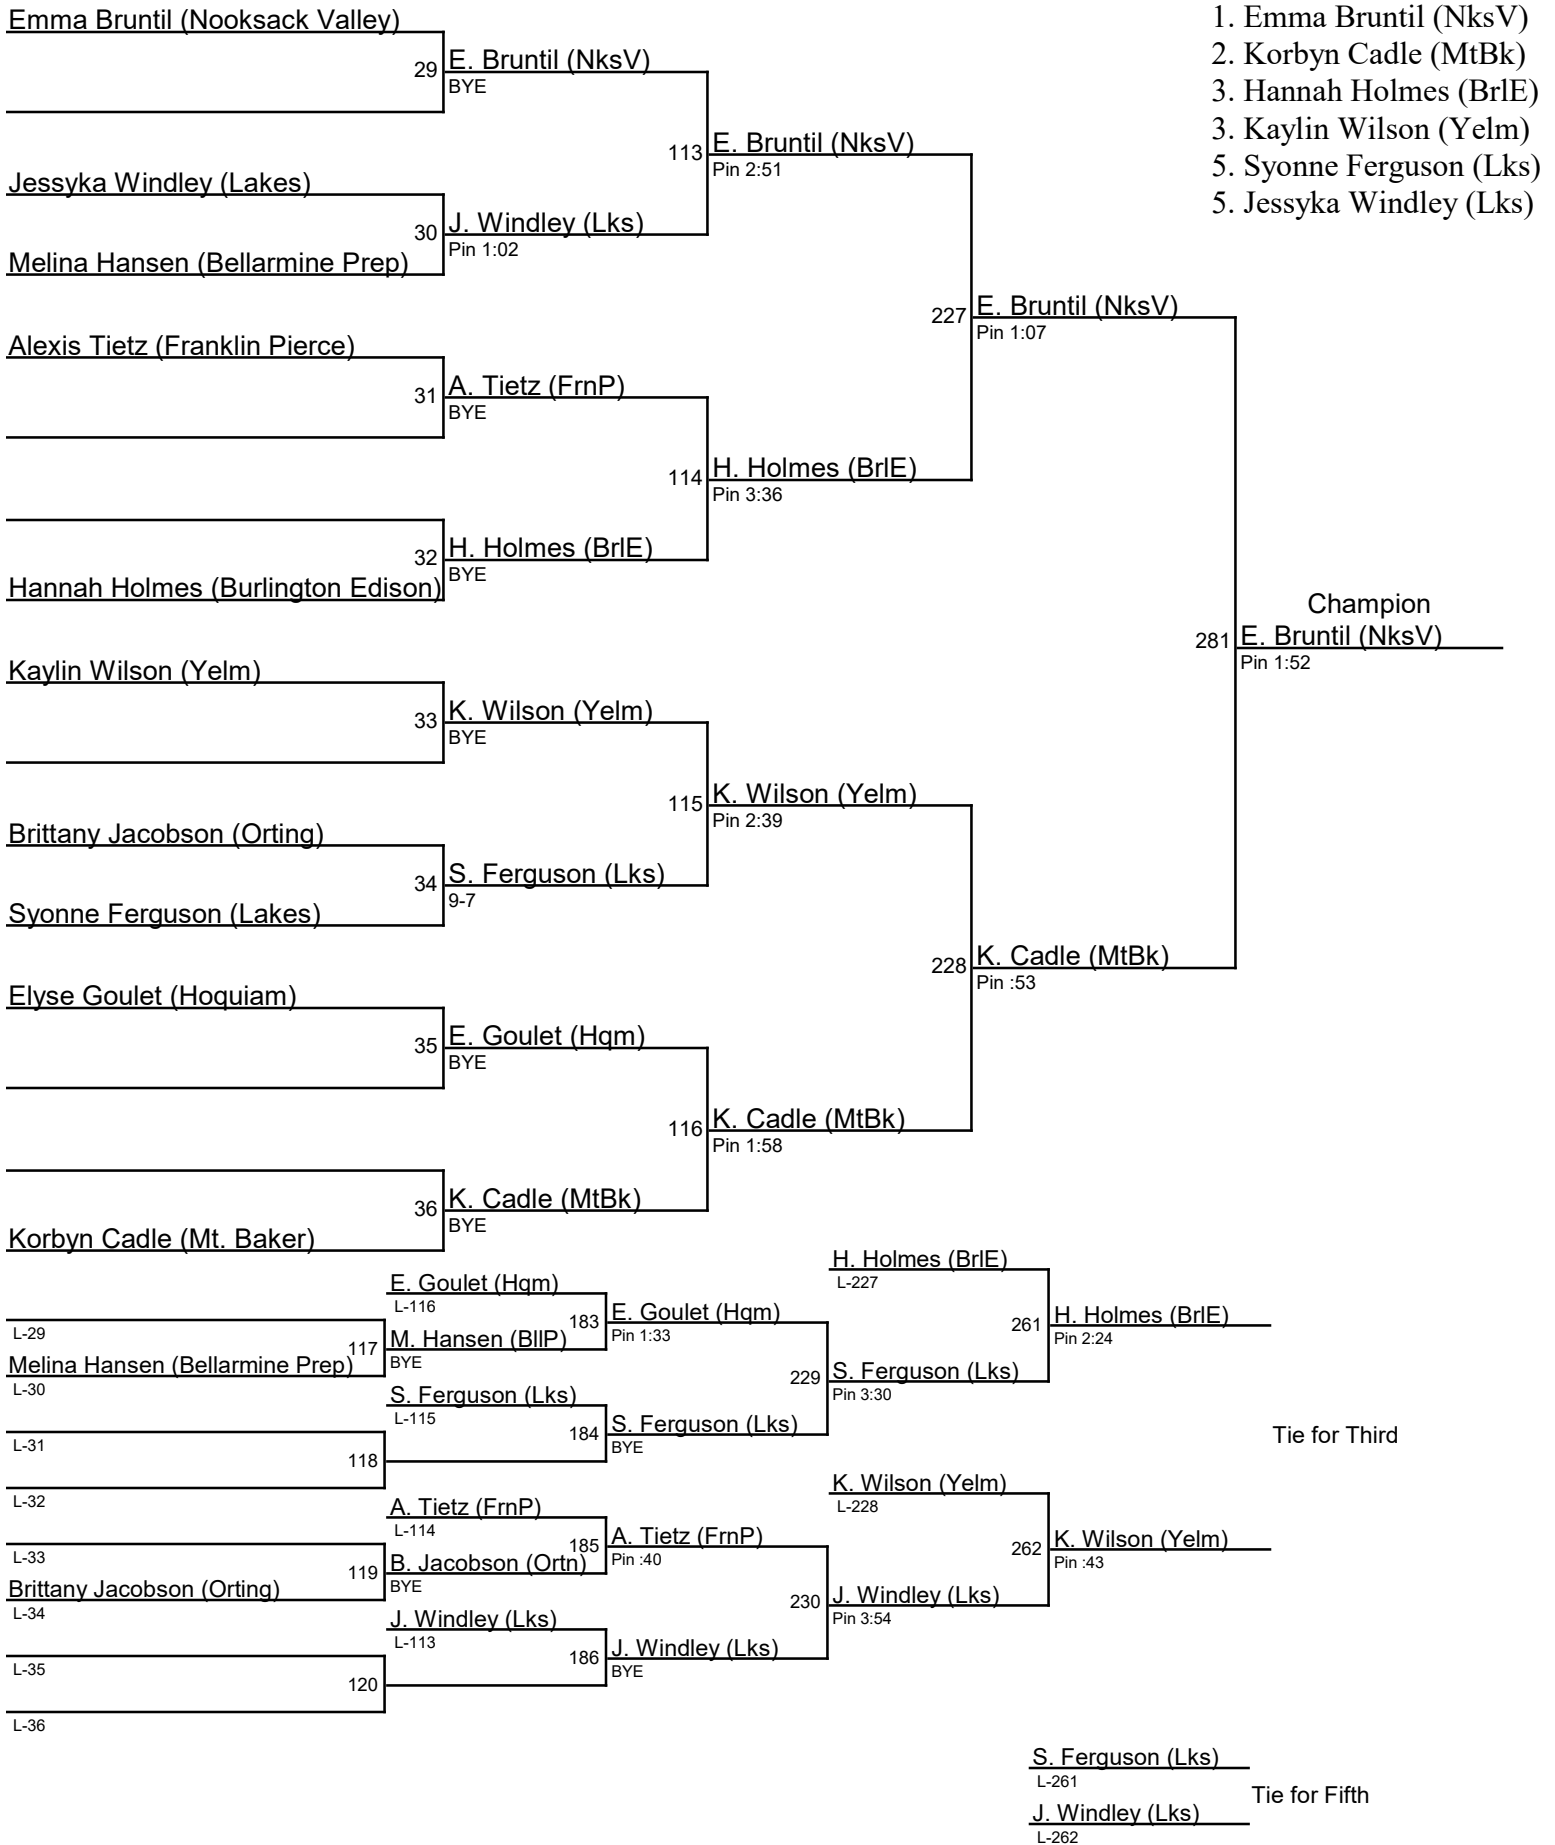 Emma Bruntil (Nooksack Valley)
29
E. Bruntil (NksV)
BYE
113
E. Bruntil (NksV)
Pin 2:51
Jessyka Windley (Lakes)
30
J. Windley (Lks)
Pin 1:02
Melina Hansen (Bellarmine Prep)
227
E. Bruntil (NksV)
Pin 1:07
Alexis Tietz (Franklin Pierce)
31
A. Tietz (FrnP)
BYE
114
H. Holmes (BrlE)
Pin 3:36
32
H. Holmes (BrlE)
BYE
Hannah Holmes (Burlington Edison)
Champion
281
E. Bruntil (NksV)
Pin 1:52
Kaylin Wilson (Yelm)
33
K. Wilson (Yelm)
BYE
115
K. Wilson (Yelm)
Pin 2:39
Brittany Jacobson (Orting)
34
S. Ferguson (Lks)
9-7
Syonne Ferguson (Lakes)
228
K. Cadle (MtBk)
Pin :53
Elyse Goulet (Hoquiam)
35
E. Goulet (Hqm)
BYE
116
K. Cadle (MtBk)
Pin 1:58
36
K. Cadle (MtBk)
BYE
Korbyn Cadle (Mt. Baker)
1. Emma Bruntil (NksV)
2. Korbyn Cadle (MtBk)
3. Hannah Holmes (BrlE)
3. Kaylin Wilson (Yelm)
5. Syonne Ferguson (Lks)
5. Jessyka Windley (Lks)
H. Holmes (BrlE)
L-227
E. Goulet (Hqm)
L-116
183
E. Goulet (Hqm)
Pin 1:33
L-29
117
M. Hansen (BllP)
BYE
Melina Hansen (Bellarmine Prep)
L-30
261
H. Holmes (BrlE)
Pin 2:24
229
S. Ferguson (Lks)
Pin 3:30
S. Ferguson (Lks)
L-115
184
S. Ferguson (Lks)
BYE
L-31
118
L-32
Tie for Third
K. Wilson (Yelm)
L-228
A. Tietz (FrnP)
L-114
185
A. Tietz (FrnP)
Pin :40
L-33
119
B. Jacobson (Ortn)
BYE
Brittany Jacobson (Orting)
L-34
262
K. Wilson (Yelm)
Pin :43
230
J. Windley (Lks)
Pin 3:54
J. Windley (Lks)
L-113
186
J. Windley (Lks)
BYE
L-35
120
L-36
S. Ferguson (Lks)
L-261
Tie for Fifth
J. Windley (Lks)
L-262